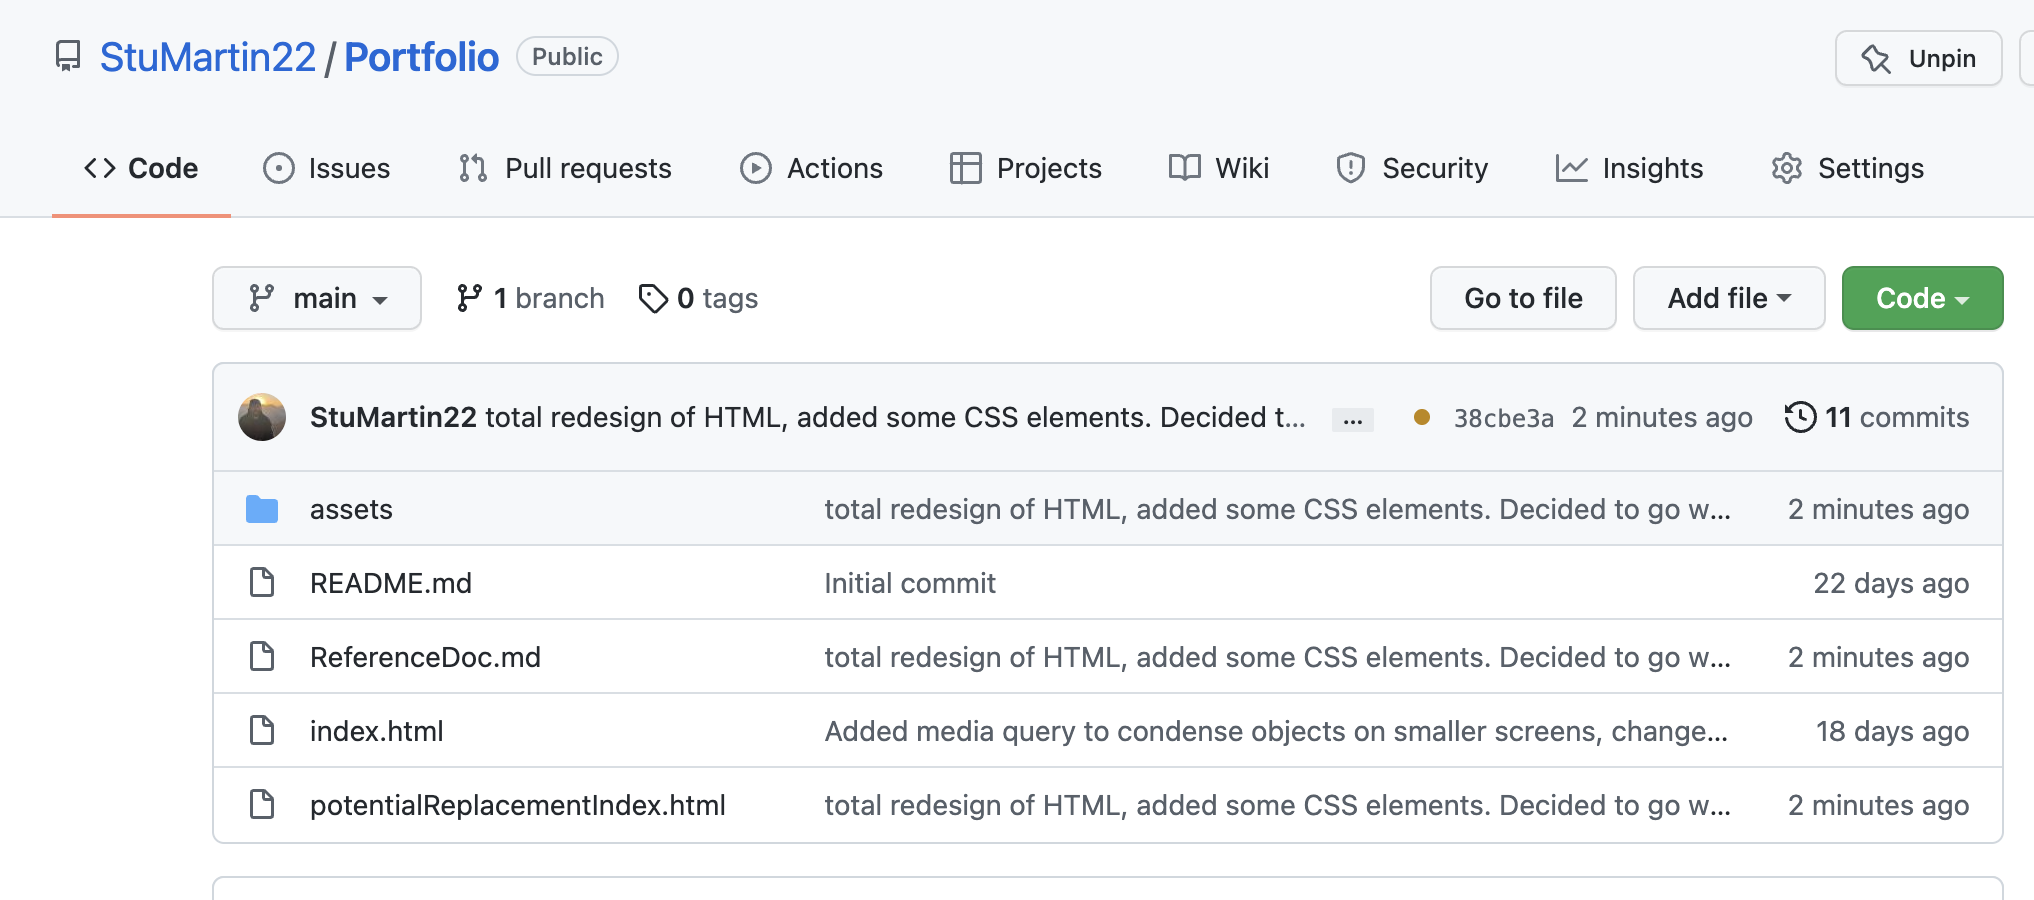 StuMartin22 / Portfolio Public Unpin
Code Issues Pull requests Actions Projects Wiki Security Insights Settings
main 1 branch 0 tags Go to file Add file Code
StuMartin22 total redesign of HTML, added some CSS elements. Decided t... ... 38cbe3a 2 minutes ago 11 commits
assets total redesign of HTML, added some CSS elements. Decided to go w... 2 minutes ago
README.md Initial commit 22 days ago
ReferenceDoc.md total redesign of HTML, added some CSS elements. Decided to go w... 2 minutes ago
index.html Added media query to condense objects on smaller screens, change... 18 days ago
potentialReplacementIndex.html total redesign of HTML, added some CSS elements. Decided to go w... 2 minutes ago